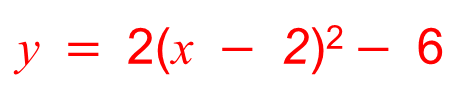 y = 2(x − 2)² − 6